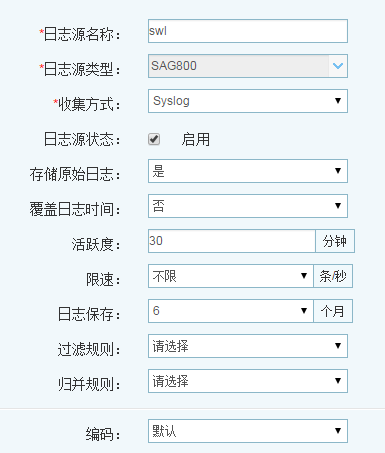 *日志源名称： swl
*日志源类型： SAG800
*收集方式： Syslog
日志源状态： 启用
存储原始日志： 是
覆盖日志时间： 否
活跃度： 30 分钟
限速： 不限 条/秒
日志保存： 6 个月
过滤规则： 请选择
归并规则： 请选择
编码： 默认